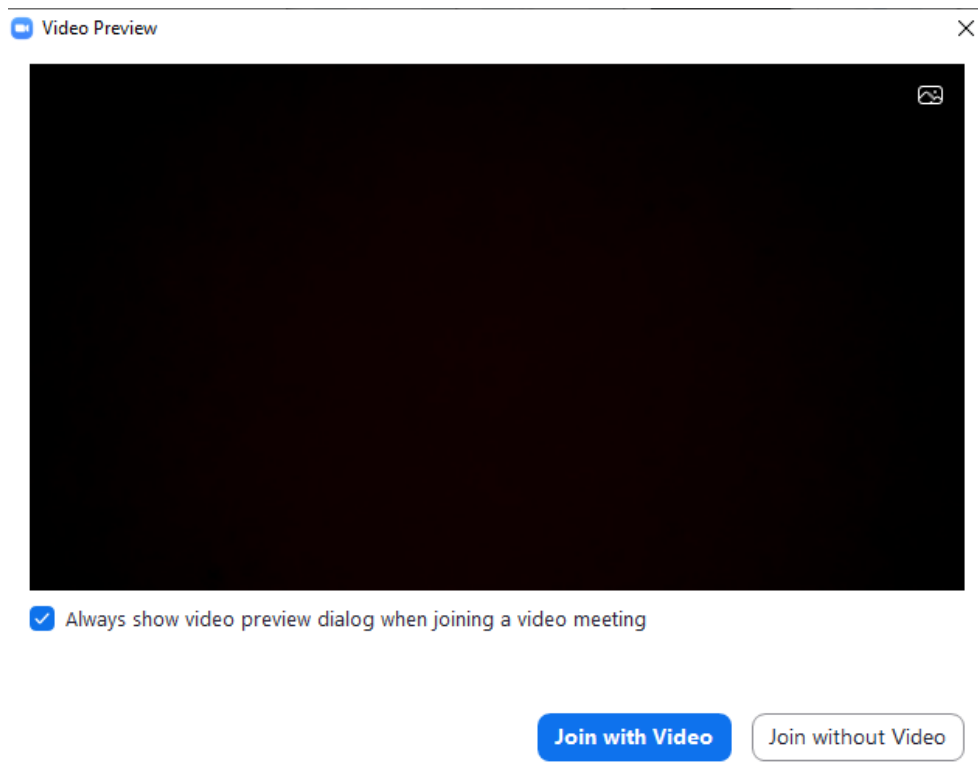 Video Preview
Always show video preview dialog when joining a video meeting
Join with Video
Join without Video